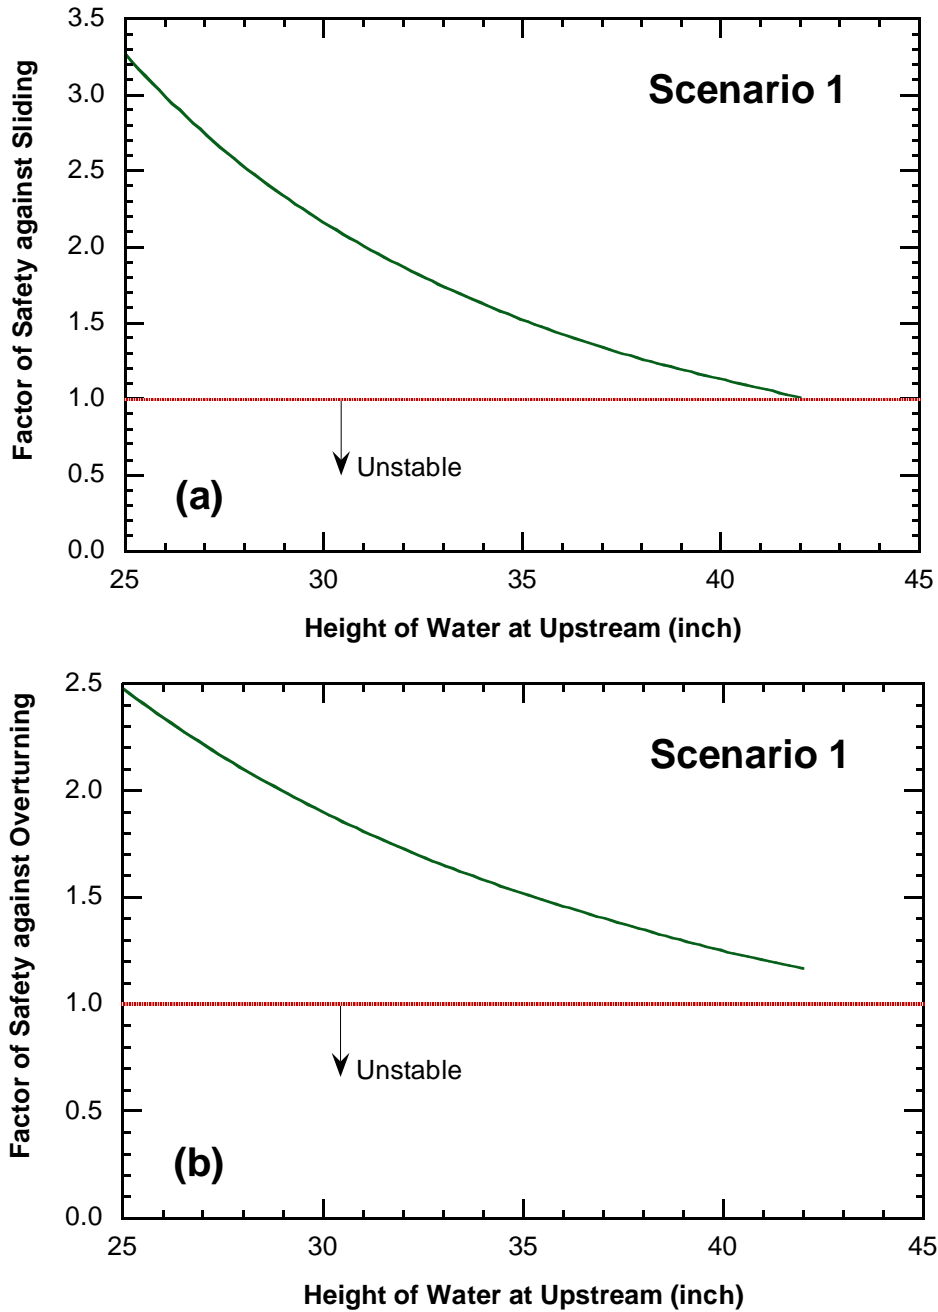 3.5
3.0
2.5
2.0
1.5
1.0
0.5
0.0
Factor of Safety against Sliding
Scenario 1
Unstable
(a)
25 30 35 40 45
Height of Water at Upstream (inch)
2.5
2.0
1.5
1.0
0.5
0.0
Factor of Safety against Overturning
Scenario 1
Unstable
(b)
25 30 35 40 45
Height of Water at Upstream (inch)